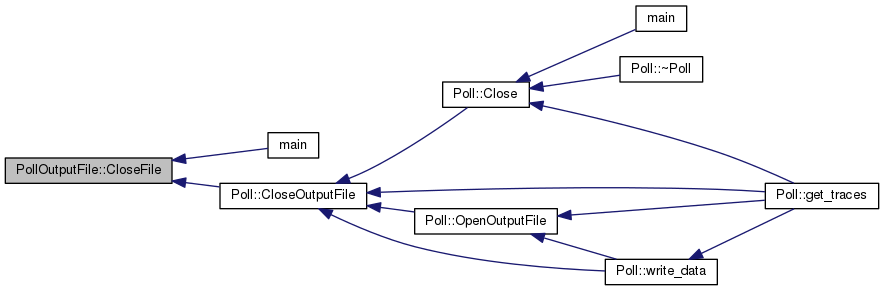 main
Poll::~Poll
Poll::Close
main
PollOutputFile::CloseFile
Poll::CloseOutputFile
Poll::get_traces
Poll::OpenOutputFile
Poll::write_data